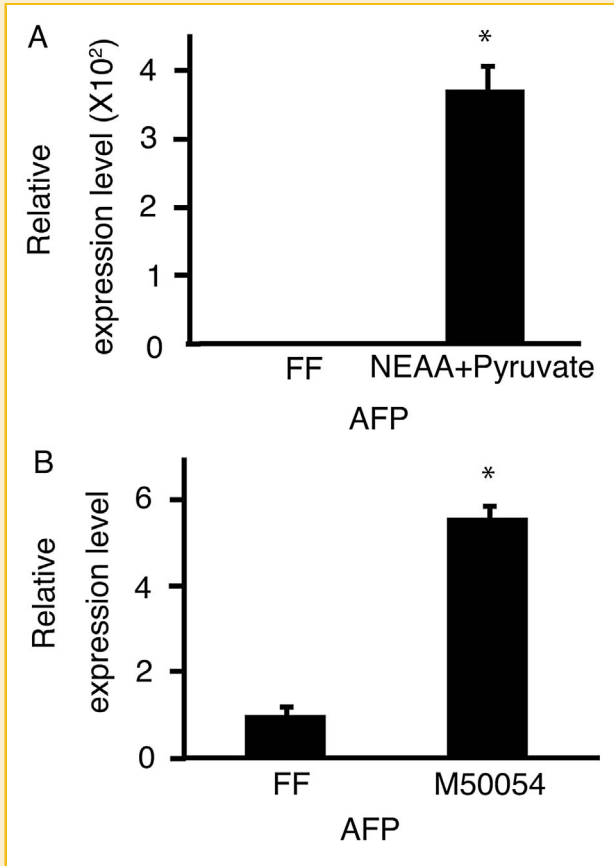 A
Relative
expression level (X10²)
4
3
2
1
0
*
FF NEAA+Pyruvate
AFP
B
Relative
expression level
6
4
2
0
*
FF M50054
AFP